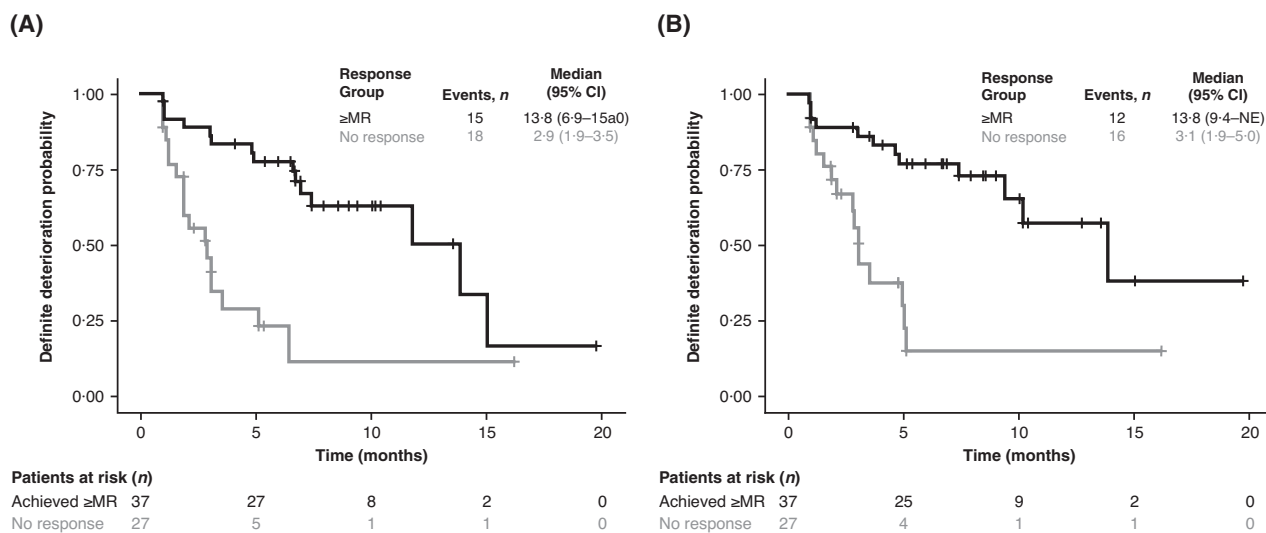 (A)
Response Group Events, n Median (95% CI)
≥MR 15 13·8 (6·9–15a0)
No response 18 2·9 (1·9–3·5)
Definite deterioration probability
1·00
0·75
0·50
0·25
0·00
0 5 10 15 20
Time (months)
Patients at risk (n)
Achieved ≥MR 37 27 8 2 0
No response 27 5 1 1 0
(B)
Response Group Events, n Median (95% CI)
≥MR 12 13·8 (9·4–NE)
No response 16 3·1 (1·9–5·0)
Definite deterioration probability
1·00
0·75
0·50
0·25
0·00
0 5 10 15 20
Time (months)
Patients at risk (n)
Achieved ≥MR 37 25 9 2 0
No response 27 4 1 1 0